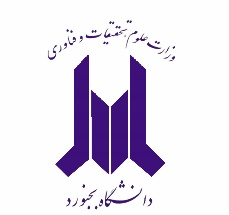 وزارت علوم تحقیقات و فناوری
دانشگاه بجنورد